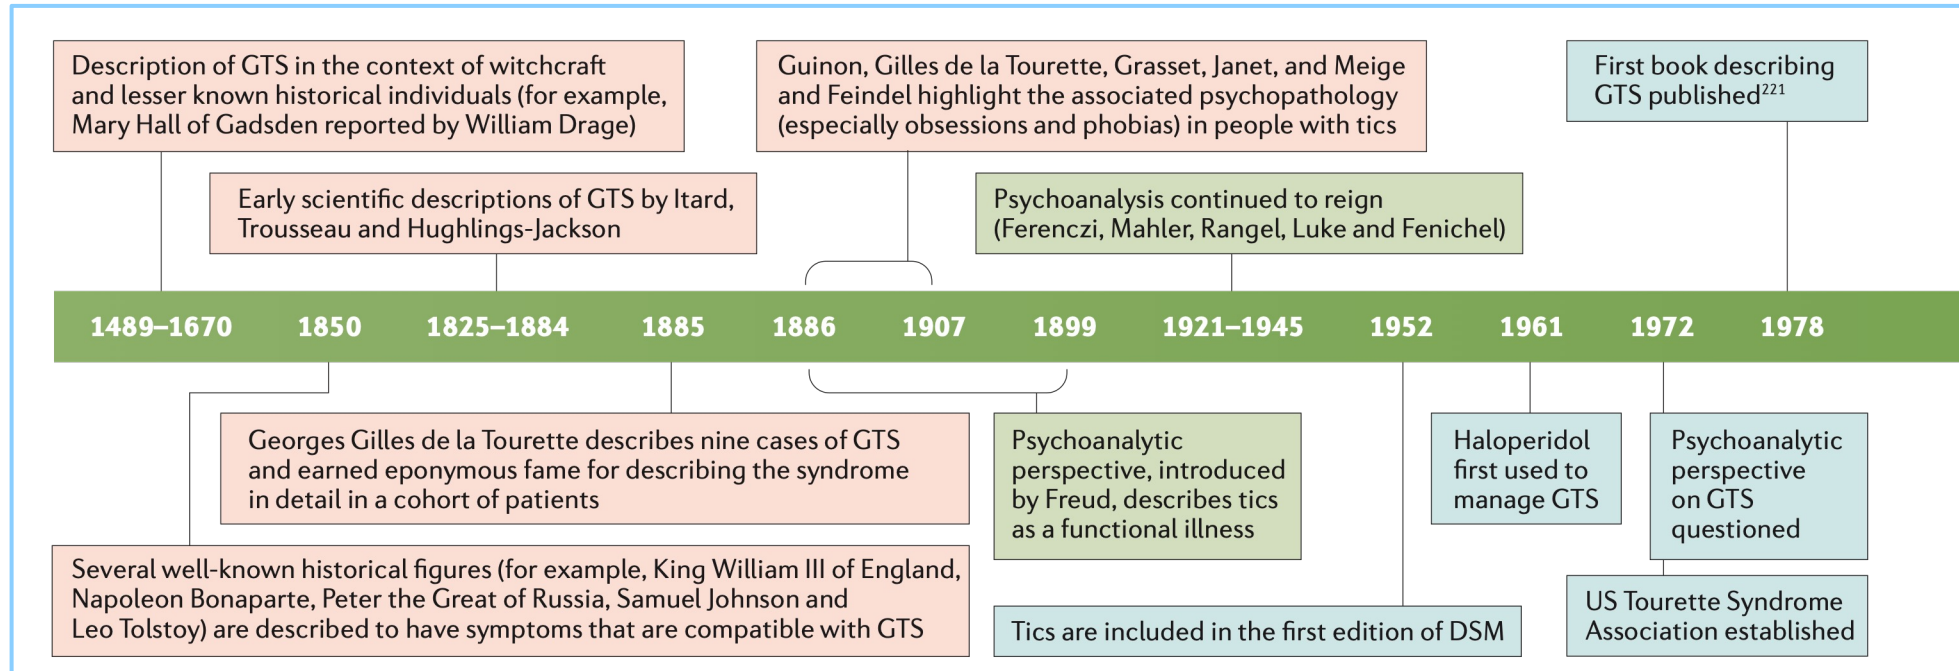 Description of GTS in the context of witchcraft
and lesser known historical individuals (for example,
Mary Hall of Gadsden reported by William Drage)
Guinon, Gilles de la Tourette, Grasset, Janet, and Meige
and Feindel highlight the associated psychopathology
(especially obsessions and phobias) in people with tics
First book describing
GTS published²²¹
Early scientific descriptions of GTS by Itard,
Trousseau and Hughlings-Jackson
Psychoanalysis continued to reign
(Ferenczi, Mahler, Rangel, Luke and Fenichel)
1489–1670 1850 1825–1884 1885 1886 1907 1899 1921–1945 1952 1961 1972 1978
Georges Gilles de la Tourette describes nine cases of GTS
and earned eponymous fame for describing the syndrome
in detail in a cohort of patients
Psychoanalytic
perspective, introduced
by Freud, describes tics
as a functional illness
Haloperidol
first used to
manage GTS
Psychoanalytic
perspective
on GTS
questioned
Several well-known historical figures (for example, King William III of England,
Napoleon Bonaparte, Peter the Great of Russia, Samuel Johnson and
Leo Tolstoy) are described to have symptoms that are compatible with GTS
Tics are included in the first edition of DSM
US Tourette Syndrome
Association established